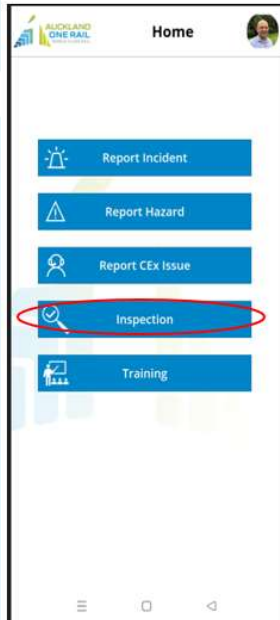 AUCKLAND
ONE RAIL
Home
Report Incident
Report Hazard
Report CEx Issue
Inspection
Training